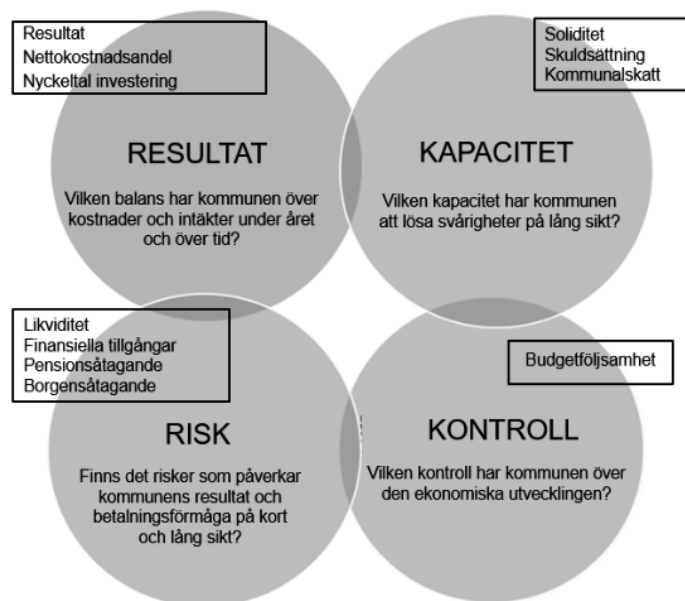 Resultat
Nettokostnadsandel
Nyckeltal investering
RESULTAT
Vilken balans har kommunen över
kostnader och intäkter under året
och över tid?
Soliditet
Skuldsättning
Kommunalskatt
KAPACITET
Vilken kapacitet har kommunen
att lösa svårigheter på lång sikt?
Likviditet
Finansiella tillgångar
Pensionsåtagande
Borgensåtagande
RISK
Finns det risker som påverkar
kommunens resultat och
betalningsförmåga på kort
och lång sikt?
Budgetföljsamhet
KONTROLL
Vilken kontroll har kommunen över
den ekonomiska utvecklingen?